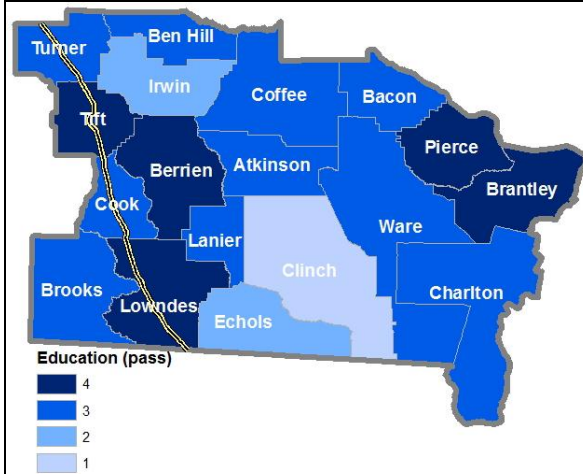 Turner
Ben Hill
Irwin
Coffee
Bacon
Tift
Pierce
Berrien
Atkinson
Brantley
Cook
Ware
Lanier
Clinch
Brooks
Charlton
Lowndes
Echols
Education (pass)
4
3
2
1